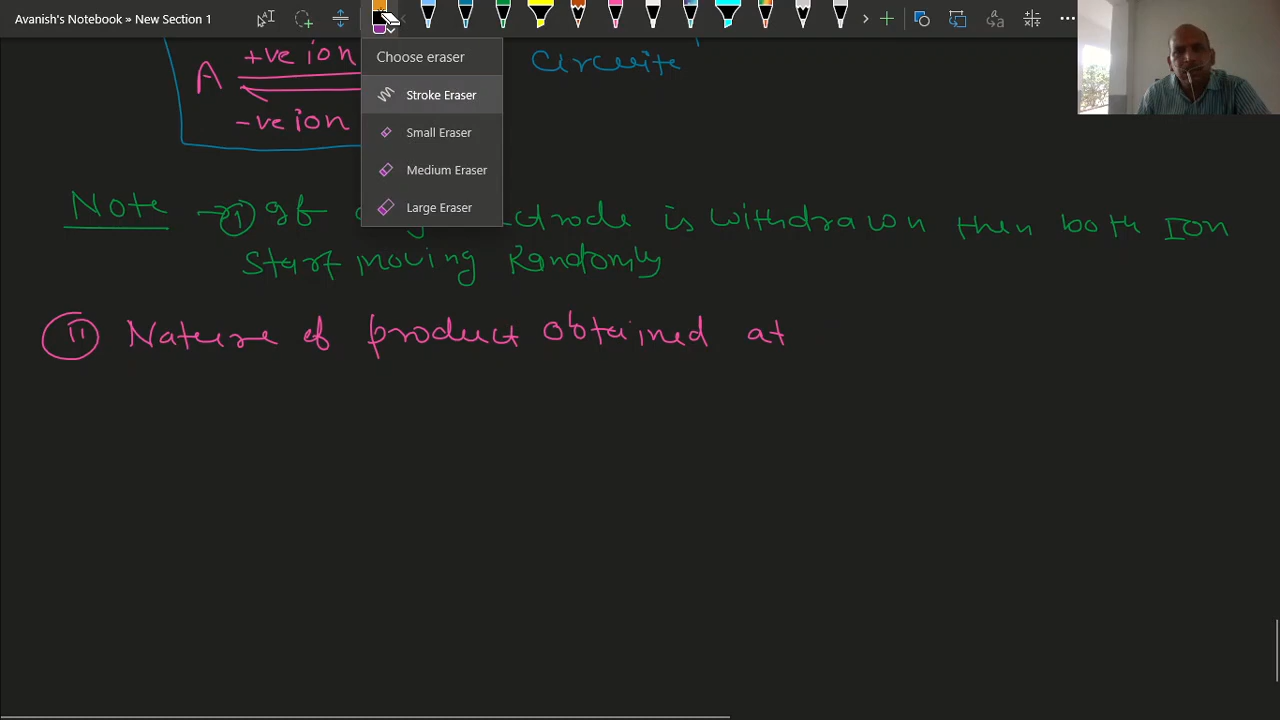 Avanish's Notebook » New Section 1
Choose eraser
Stroke Eraser
Small Eraser
Medium Eraser
Large Eraser
+ve ion
Circuite
A
-ve ion
Note → ① If is withdrawn then both Ion
Start moving Randomly
ⅱ Nature of product obtained at